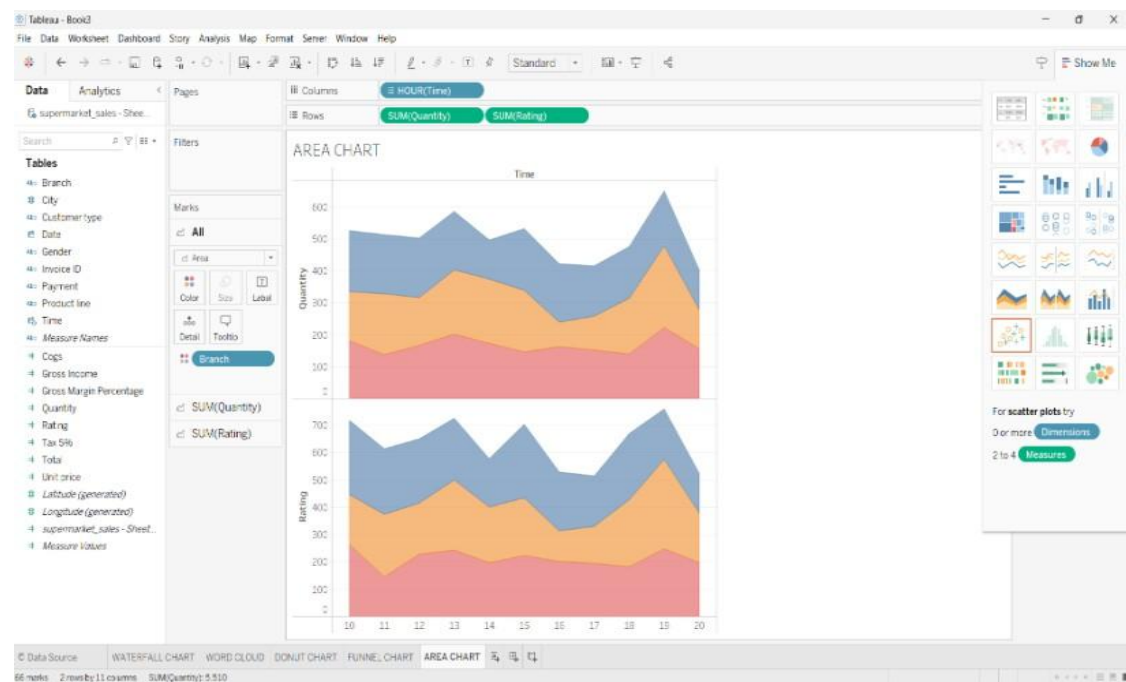 Tableau - Book3
File Data Worksheet Dashboard Story Analysis Map Format Server Window Help
Standard
Show Me
Data Analytics
Pages
Columns
HOUR(Time)
supermarket_sales - Shee...
Rows
SUM(Quantity)
SUM(Rating)
Search
Filters
Tables
AREA CHART
Branch
City
Customer type
Date
Gender
Invoice ID
Payment
Product line
Time
Measure Names
Cogs
Gross Income
Gross Margin Percentage
Quantity
Rating
Tax 5%
Total
Unit price
Latitude (generated)
Longitude (generated)
supermarket_sales - Sheet...
Measure Values
Marks
All
Area
Color Size Label
Detail Tooltip
Branch
SUM(Quantity)
SUM(Rating)
Time
Quantity
600
500
400
300
200
100
0
Rating
700
600
500
400
300
200
100
0
10 11 12 13 14 15 16 17 18 19 20
For scatter plots try
0 or more Dimensions
2 to 4 Measures
Data Source WATERFALL CHART WORD CLOUD DONUT CHART FUNNEL CHART AREA CHART
66 marks 2 rows by 11 columns SUM(Quantity): 5,510